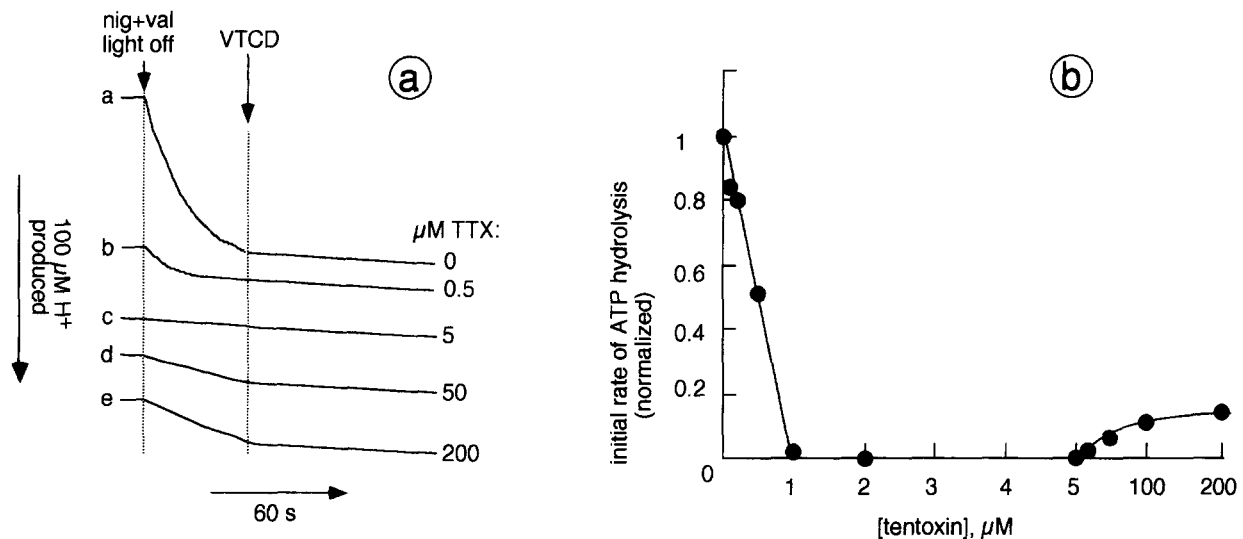 nig+val
light off
VTCD
a
a
b
c
d
e
µM TTX:
0
0.5
5
50
200
100 µM H+
produced
60 s
b
initial rate of ATP hydrolysis
(normalized)
1
0.8
0.6
0.4
0.2
0
1
2
3
4
5
100
200
[tentoxin], µM